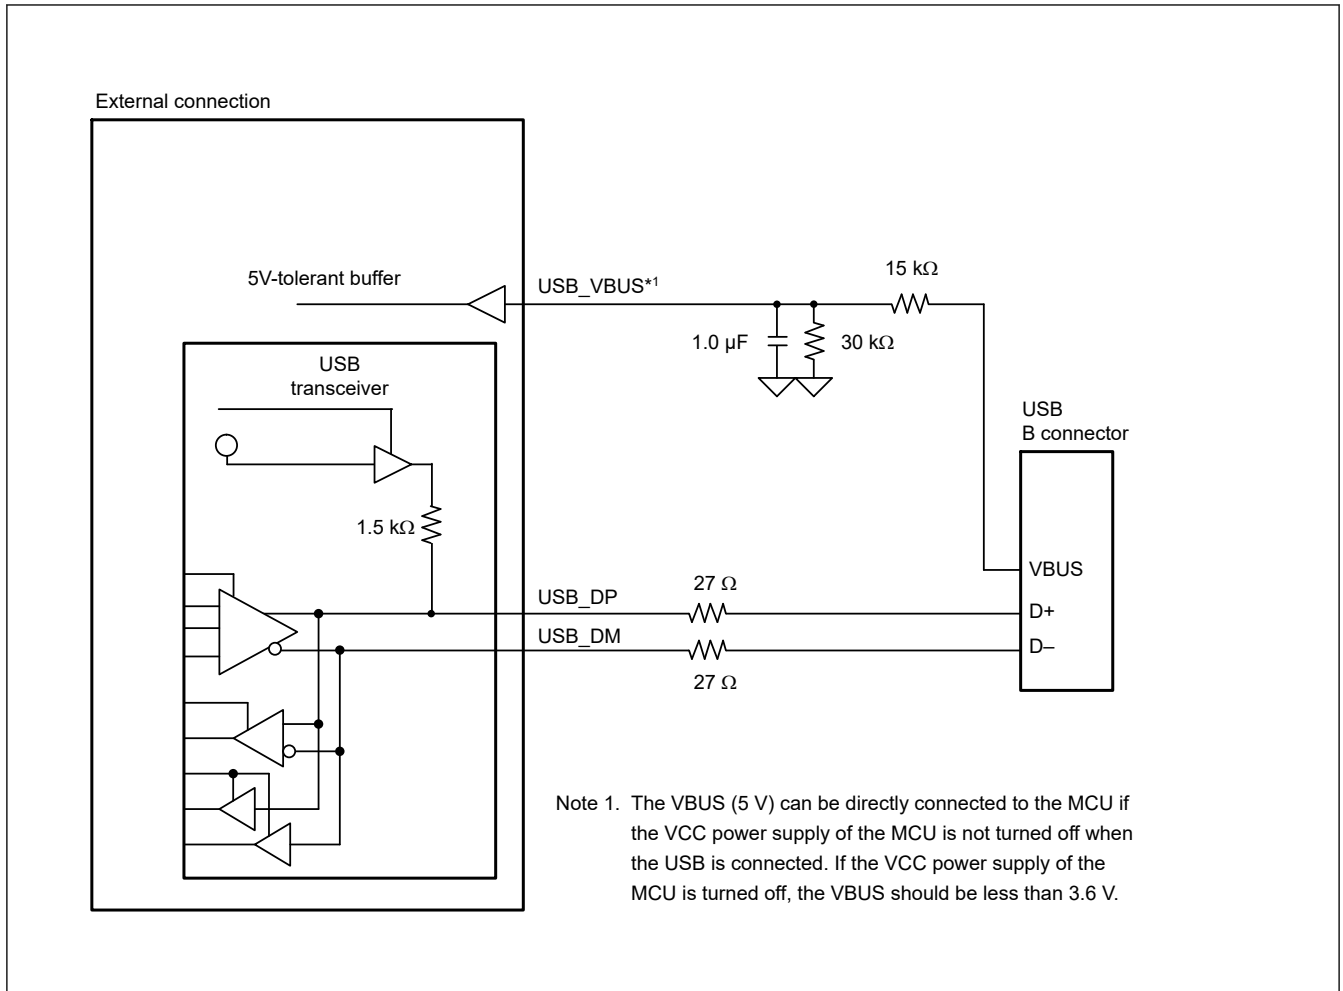 External connection
5V-tolerant buffer
USB_VBUS*1
15 kΩ
1.0 µF
30 kΩ
USB
transceiver
USB
B connector
1.5 kΩ
VBUS
USB_DP
27 Ω
D+
USB_DM
D–
27 Ω
Note 1. The VBUS (5 V) can be directly connected to the MCU if
the VCC power supply of the MCU is not turned off when
the USB is connected. If the VCC power supply of the
MCU is turned off, the VBUS should be less than 3.6 V.